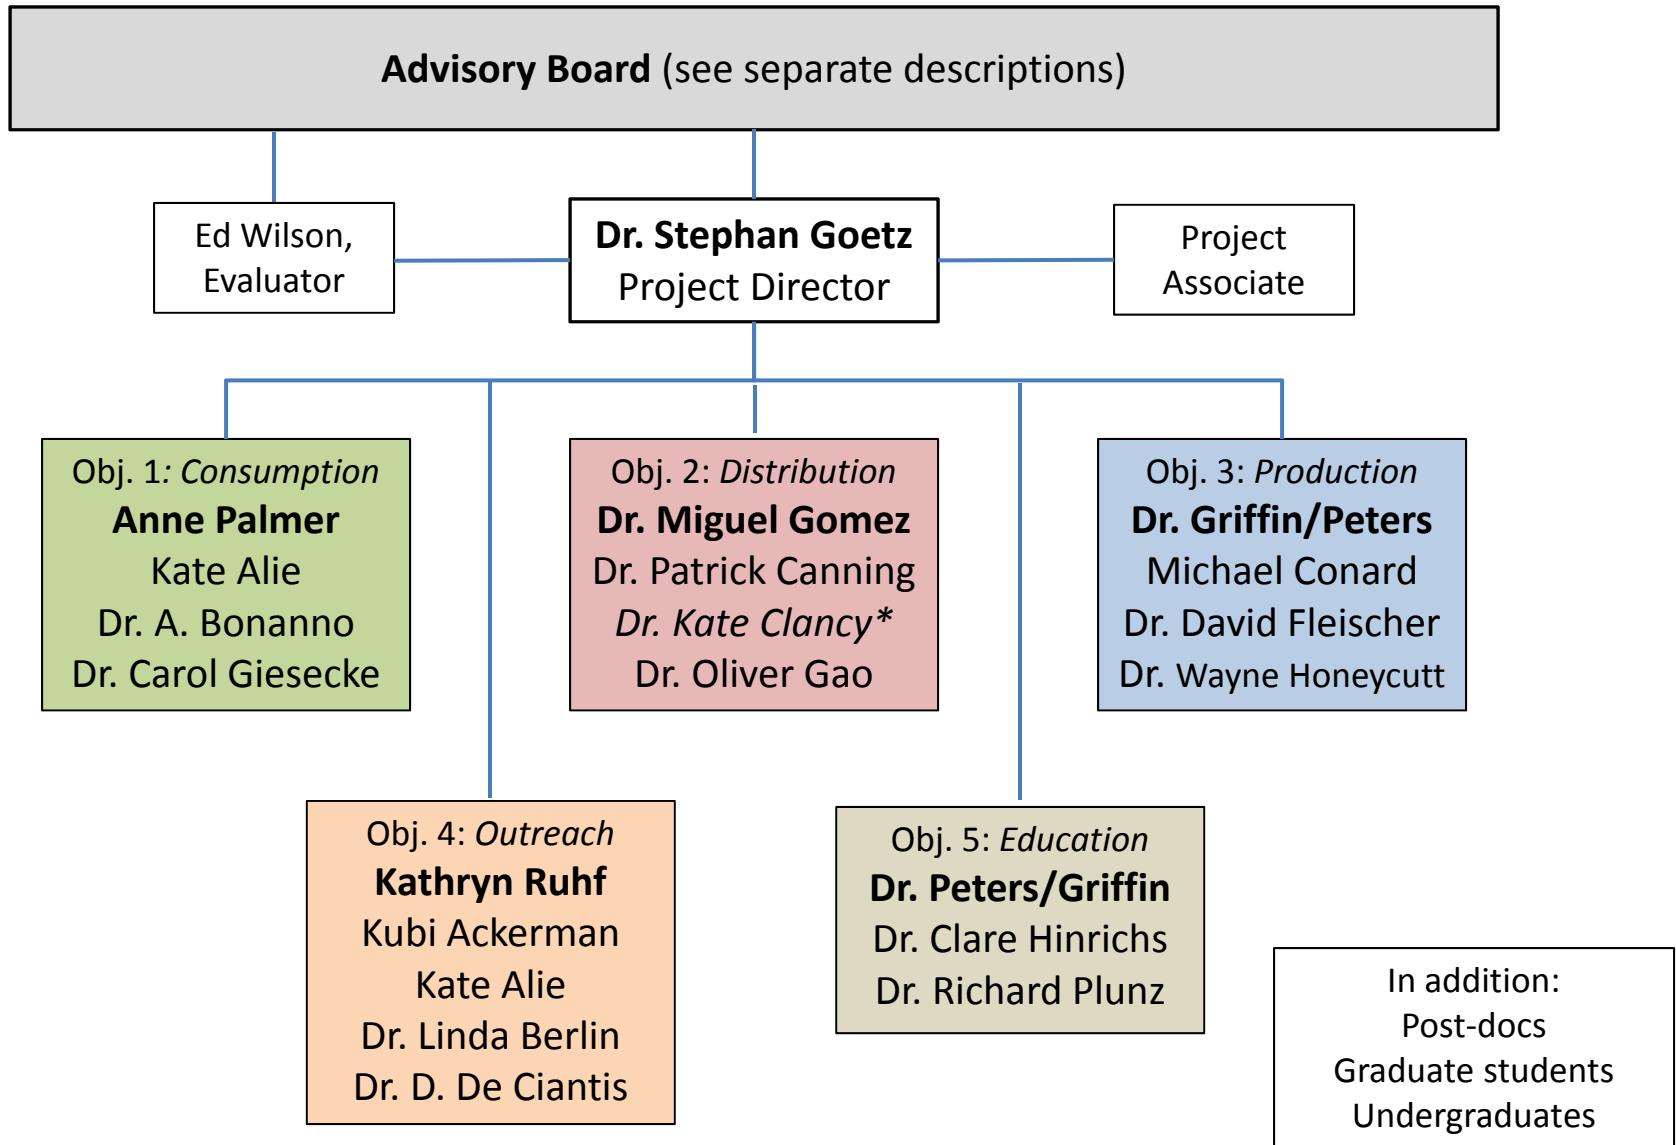 Advisory Board (see separate descriptions)
Ed Wilson,
Evaluator
Dr. Stephan Goetz
Project Director
Project
Associate
Obj. 1: Consumption
Anne Palmer
Kate Alie
Dr. A. Bonanno
Dr. Carol Giesecke
Obj. 2: Distribution
Dr. Miguel Gomez
Dr. Patrick Canning
Dr. Kate Clancy*
Dr. Oliver Gao
Obj. 3: Production
Dr. Griffin/Peters
Michael Conard
Dr. David Fleischer
Dr. Wayne Honeycutt
Obj. 4: Outreach
Kathryn Ruhf
Kubi Ackerman
Kate Alie
Dr. Linda Berlin
Dr. D. De Ciantis
Obj. 5: Education
Dr. Peters/Griffin
Dr. Clare Hinrichs
Dr. Richard Plunz
In addition:
Post-docs
Graduate students
Undergraduates